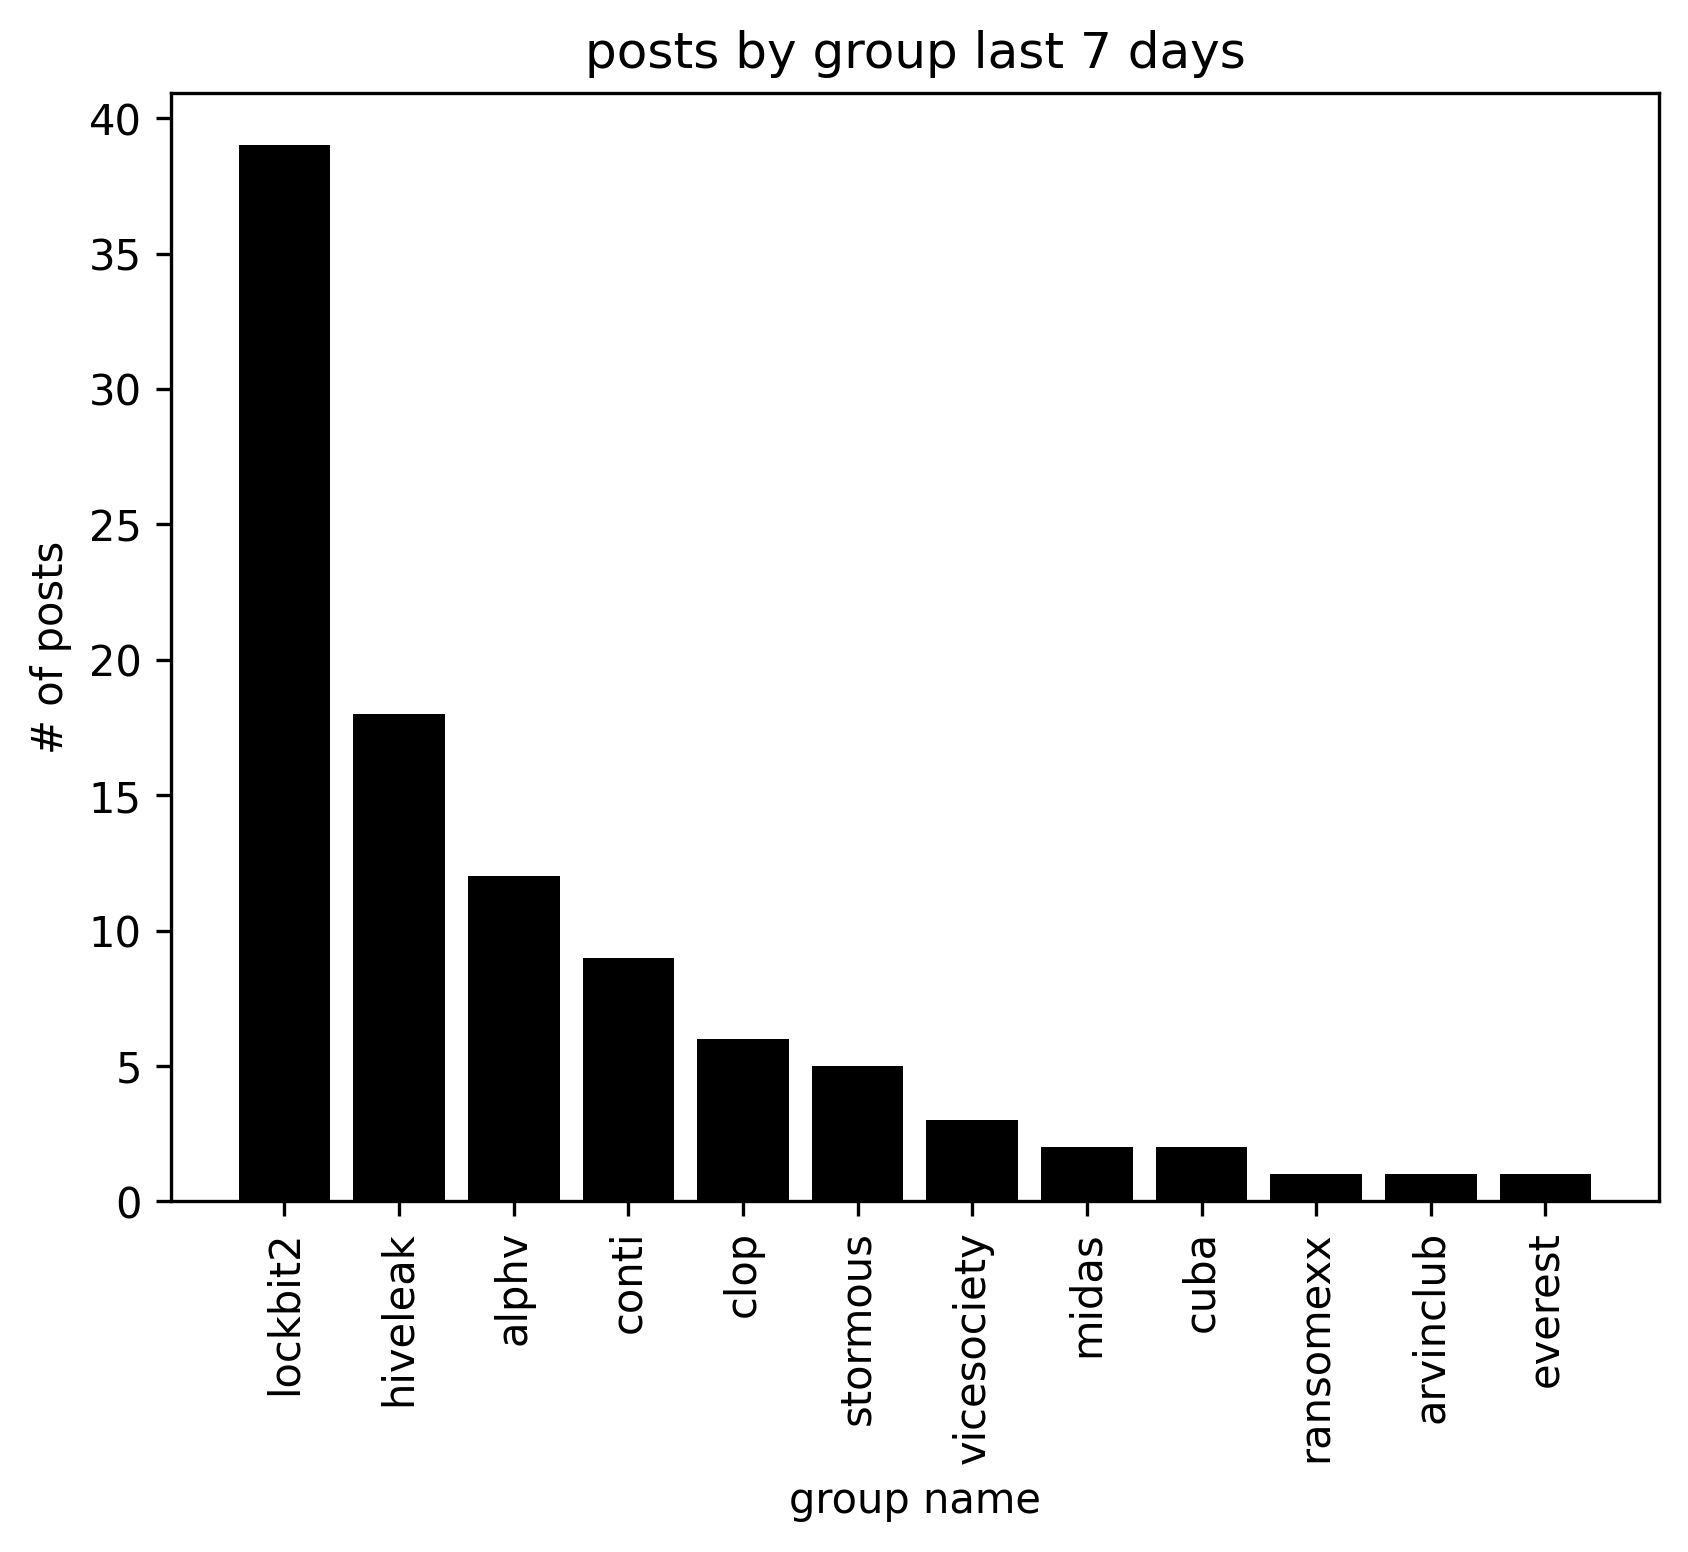 posts by group last 7 days
40
35
30
25
20
15
10
5
0
# of posts
lockbit2
hiveleak
alphv
conti
clop
stormous
vicesociety
midas
cuba
ransomexx
arvinclub
everest
group name